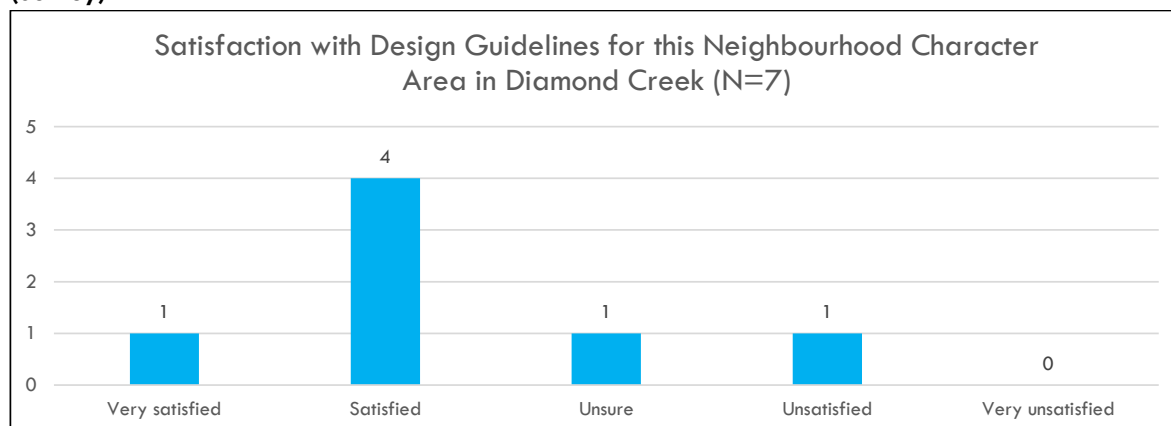 Satisfaction with Design Guidelines for this Neighbourhood Character
Area in Diamond Creek (N=7)
5
4
3
2
1
0
1
4
1
1
0
Very satisfied
Satisfied
Unsure
Unsatisfied
Very unsatisfied